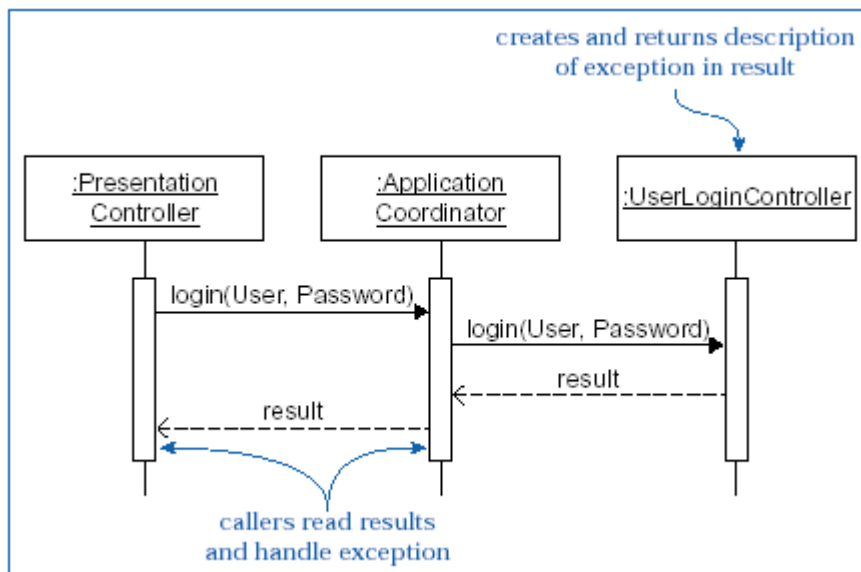 creates and returns description
of exception in result
:Presentation
Controller
:Application
Coordinator
:UserLoginController
login(User, Password)
login(User, Password)
result
result
callers read results
and handle exception